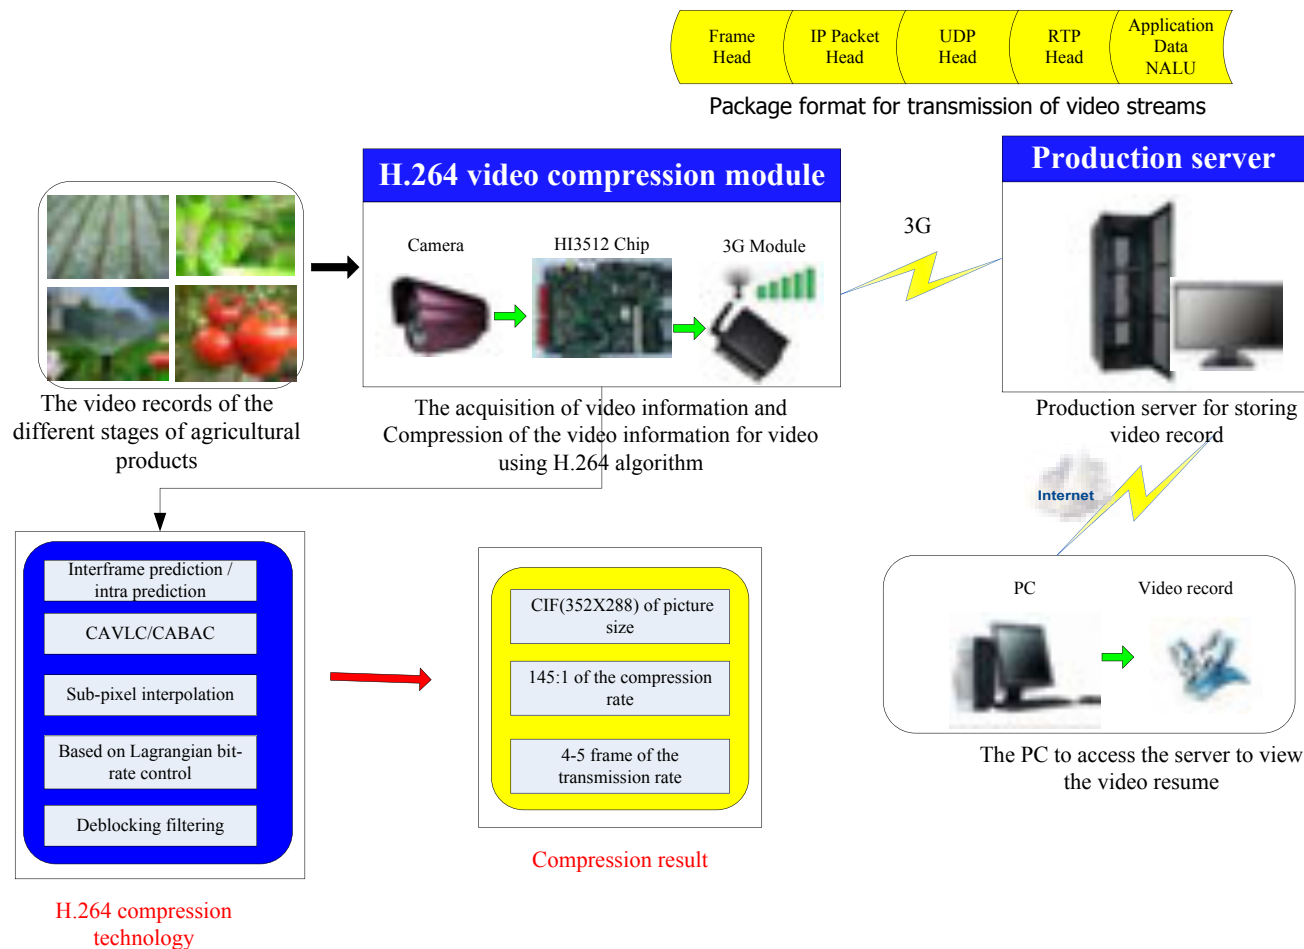 Frame
Head
IP Packet
Head
UDP
Head
RTP
Head
Application
Data
NALU
Package format for transmission of video streams
H.264 video compression module
Production server
Camera
HI3512 Chip
3G Module
3G
The video records of the
different stages of agricultural
products
The acquisition of video information and
Compression of the video information for video
using H.264 algorithm
Production server for storing
video record
Internet
Interframe prediction /
intra prediction
CAVLC/CABAC
Sub-pixel interpolation
Based on Lagrangian bit-
rate control
Deblocking filtering
H.264 compression
technology
CIF(352X288) of picture
size
145:1 of the compression
rate
4-5 frame of the
transmission rate
Compression result
PC
Video record
The PC to access the server to view
the video resume